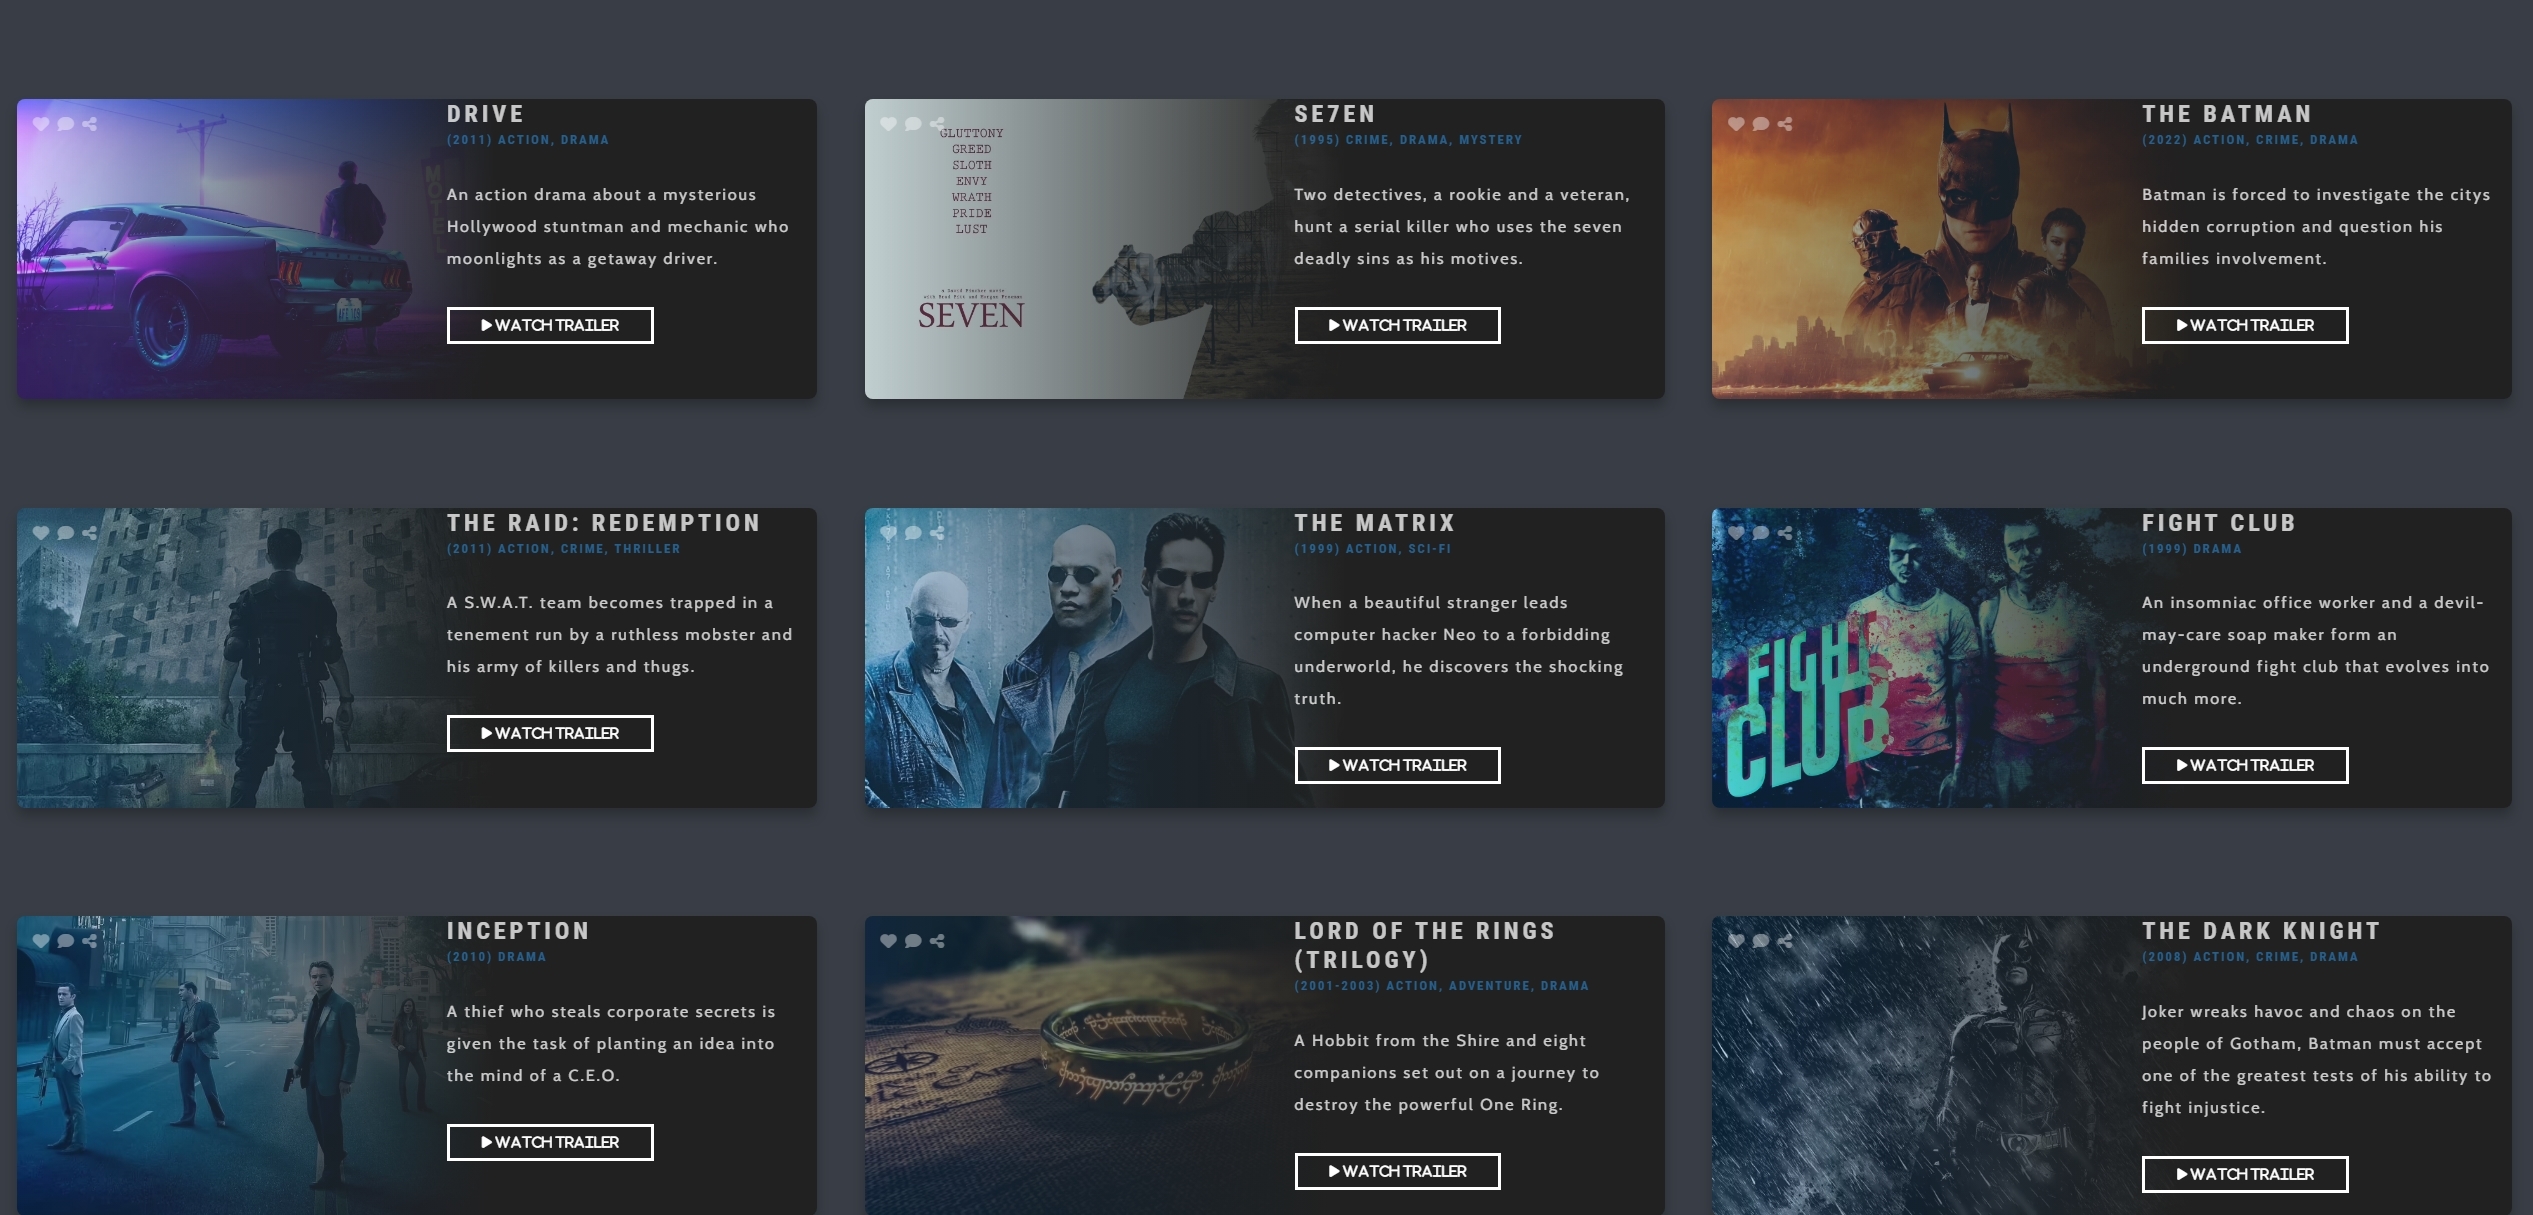 DRIVE
(2011) ACTION, DRAMA
An action drama about a mysterious
Hollywood stuntman and mechanic who
moonlights as a getaway driver.
WATCH TRAILER
MOTEL
GLUTTONY
GREED
SLOTH
ENVY
WRATH
PRIDE
LUST
a David Fincher movie
with Brad Pitt and Morgan Freeman
SEVEN
SE7EN
(1995) CRIME, DRAMA, MYSTERY
Two detectives, a rookie and a veteran,
hunt a serial killer who uses the seven
deadly sins as his motives.
WATCH TRAILER
THE BATMAN
(2022) ACTION, CRIME, DRAMA
Batman is forced to investigate the citys
hidden corruption and question his
families involvement.
WATCH TRAILER
THE RAID: REDEMPTION
(2011) ACTION, CRIME, THRILLER
A S.W.A.T. team becomes trapped in a
tenement run by a ruthless mobster and
his army of killers and thugs.
WATCH TRAILER
THE MATRIX
(1999) ACTION, SCI-FI
When a beautiful stranger leads
computer hacker Neo to a forbidding
underworld, he discovers the shocking
truth.
WATCH TRAILER
FIGHT
CLUB
FIGHT CLUB
(1999) DRAMA
An insomniac office worker and a devil-
may-care soap maker form an
underground fight club that evolves into
much more.
WATCH TRAILER
INCEPTION
(2010) DRAMA
A thief who steals corporate secrets is
given the task of planting an idea into
the mind of a C.E.O.
WATCH TRAILER
LORD OF THE RINGS
(TRILOGY)
(2001-2003) ACTION, ADVENTURE, DRAMA
A Hobbit from the Shire and eight
companions set out on a journey to
destroy the powerful One Ring.
WATCH TRAILER
THE DARK KNIGHT
(2008) ACTION, CRIME, DRAMA
Joker wreaks havoc and chaos on the
people of Gotham, Batman must accept
one of the greatest tests of his ability to
fight injustice.
WATCH TRAILER